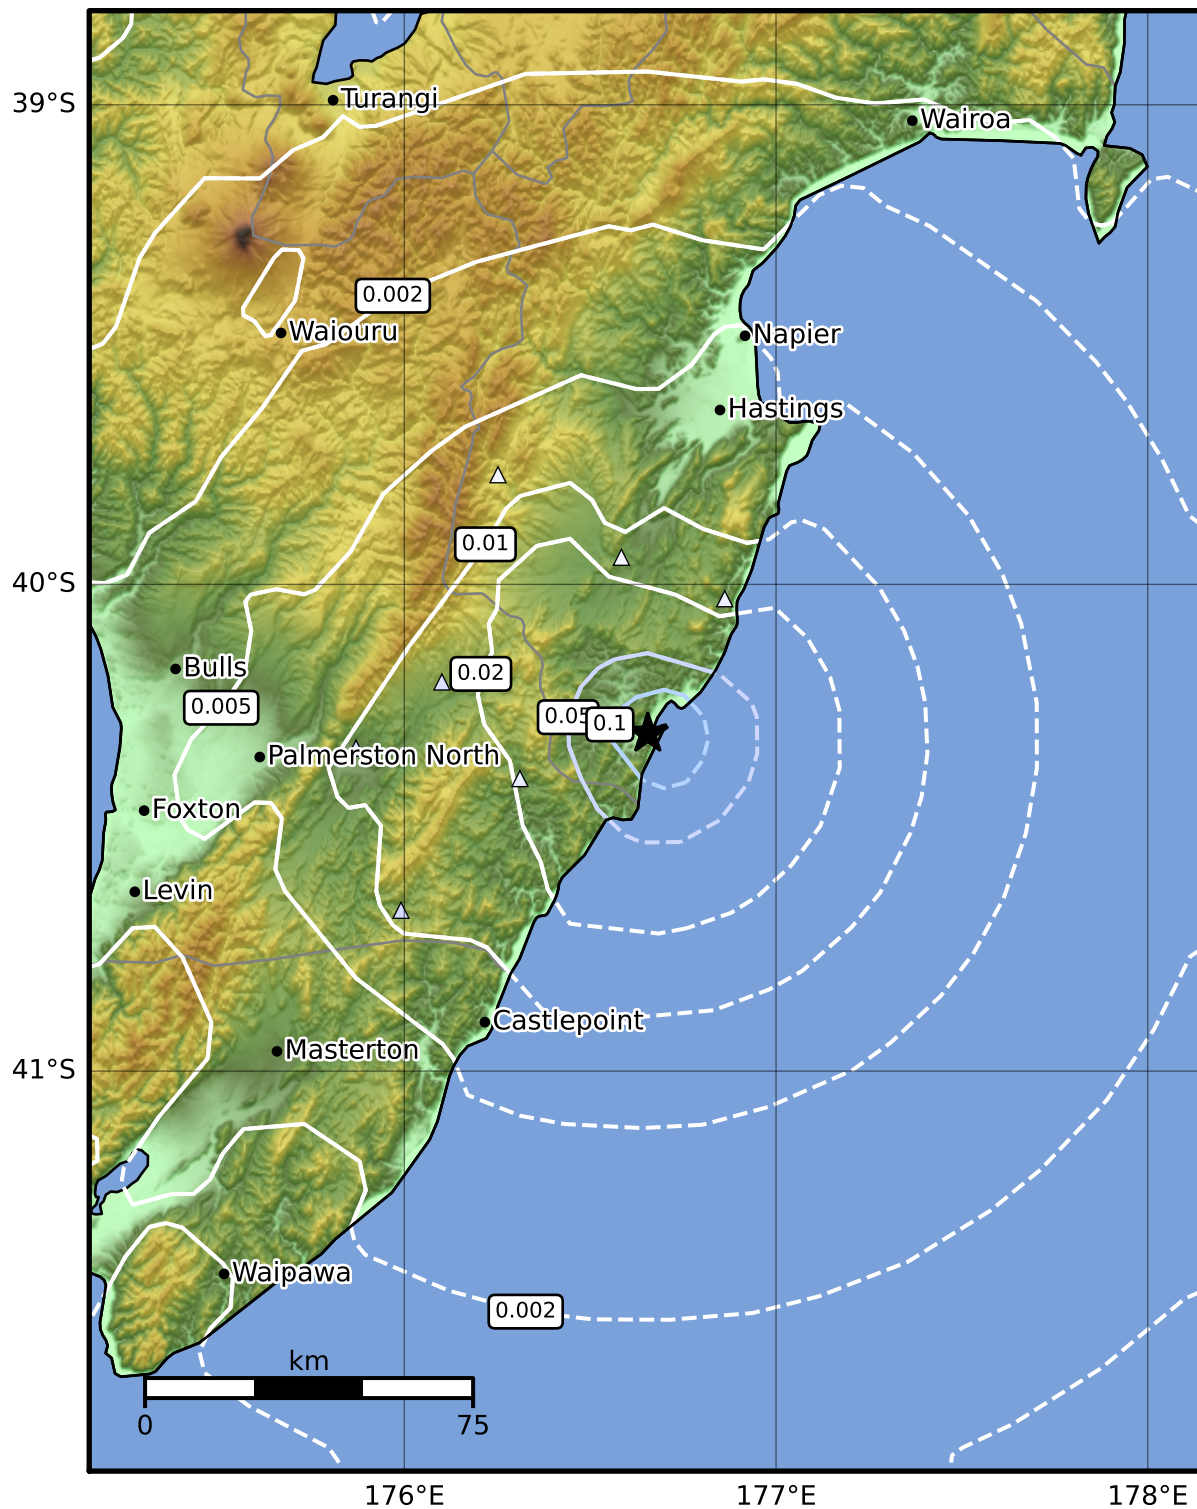 39°S
Turangi
Wairoa
0.002
Waiouru
Napier
Hastings
0.01
40°S
Bulls
0.02
0.005
0.05
0.1
Palmerston North
Foxton
Levin
Castlepoint
Masterton
41°S
Waipawa
0.002
km
0
75
176°E
177°E
178°E